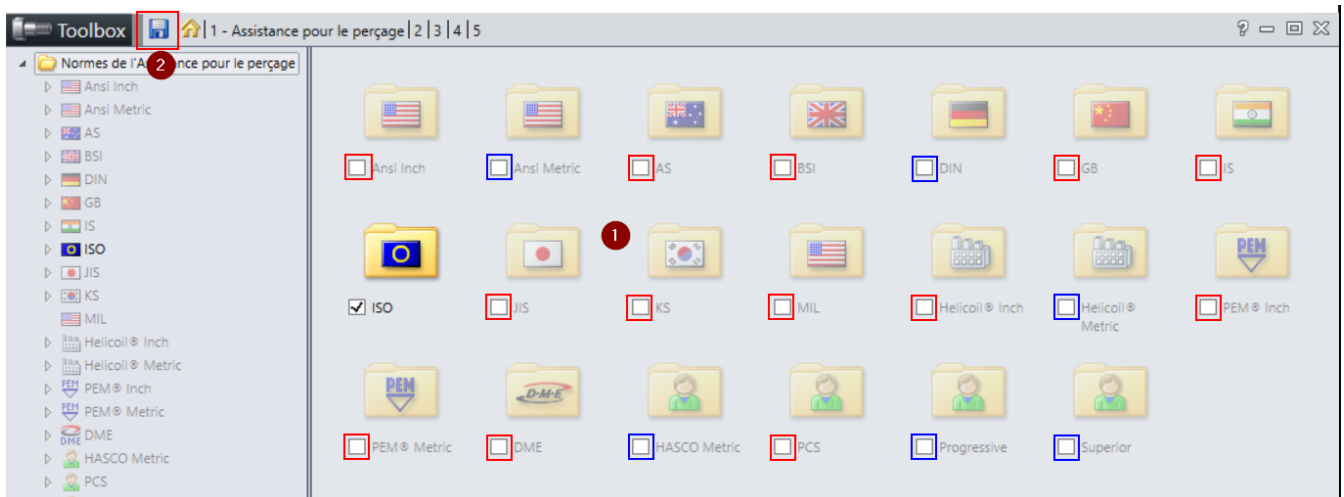 Toolbox 1 - Assistance pour le perçage 2 3 4 5
2
Normes de l'As nce pour le perçage
Ansi Inch
Ansi Metric
AS
BSI
DIN
GB
IS
ISO
JIS
KS
MIL
Helicoil® Inch
Helicoil® Metric
PEM® Inch
PEM® Metric
DME
HASCO Metric
PCS
Ansi Inch Ansi Metric AS BSI DIN GB IS
1
PEM
ISO JIS KS MIL Helicoil® Inch Helicoil® Metric PEM® Inch
PEM D-M-E
PEM® Metric DME HASCO Metric PCS Progressive Superior